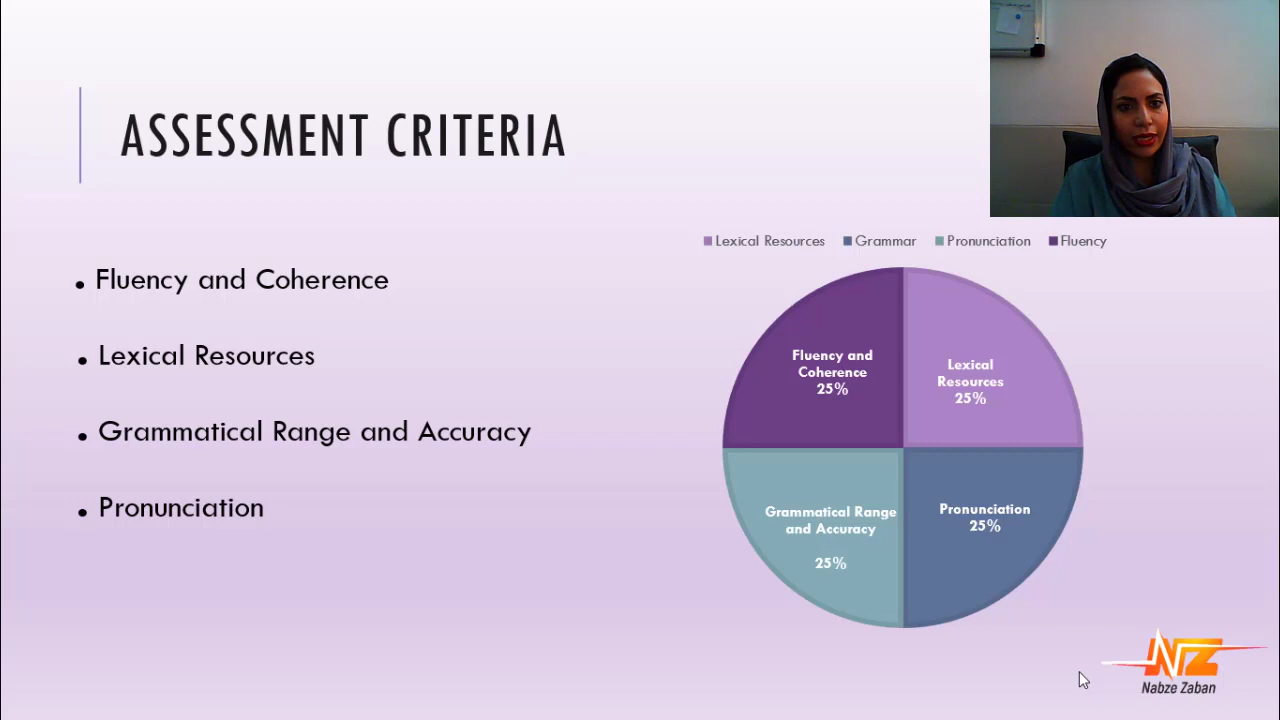 ASSESSMENT CRITERIA
• Fluency and Coherence
• Lexical Resources
• Grammatical Range and Accuracy
• Pronunciation
Lexical Resources Grammar Pronunciation Fluency
Fluency and
Coherence
25%
Lexical
Resources
25%
Grammatical Range
and Accuracy
25%
Pronunciation
25%
NZ
Nabze Zaban